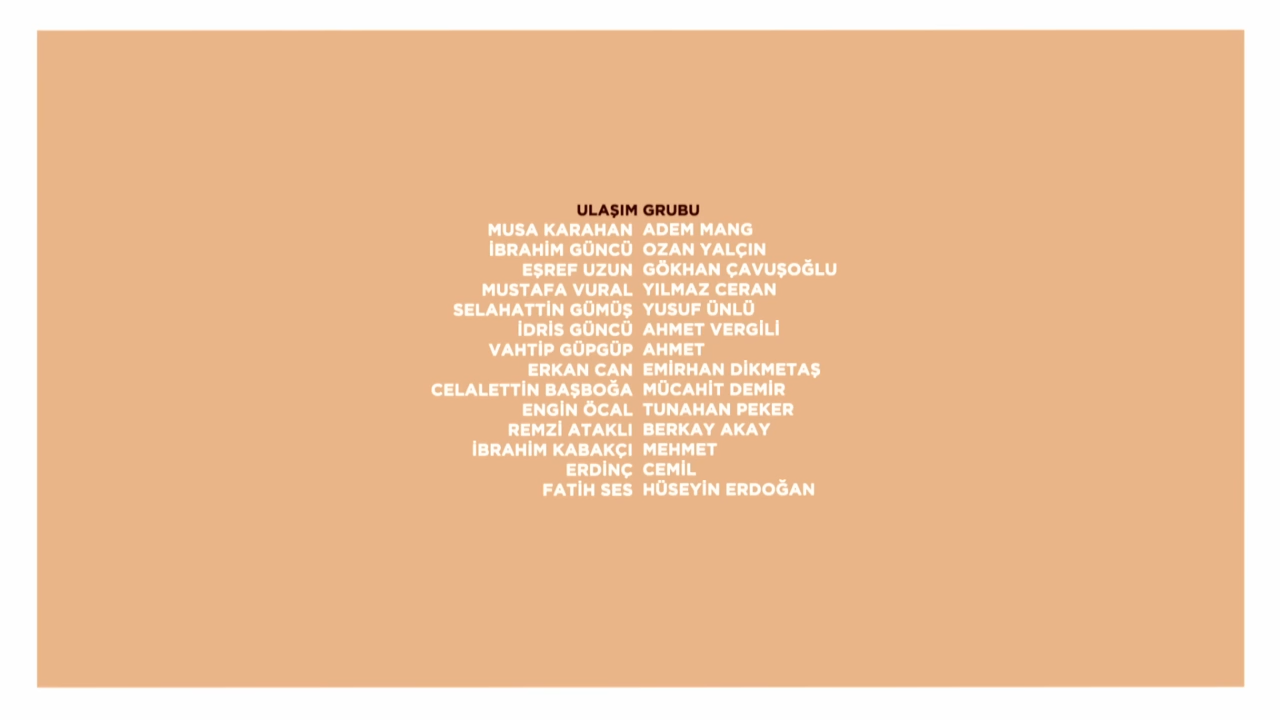 ULAŞIM GRUBU
MUSA KARAHAN ADEM MANG
İBRAHİM GÜNCÜ OZAN YALÇIN
EŞREF UZUN GÖKHAN ÇAVUŞOĞLU
MUSTAFA VURAL YILMAZ CERAN
SELAHATTİN GÜMÜŞ YUSUF ÜNLÜ
İDRİS GÜNCÜ AHMET VERGİLİ
VAHTİP GÜPGÜP AHMET
ERKAN CAN EMİRHAN DİKMETAŞ
CELALETTİN BAŞBOĞA MÜCAHİT DEMİR
ENGİN ÖCAL TUNAHAN PEKER
REMZİ ATAKLI BERKAY AKAY
İBRAHİM KABAKÇI MEHMET
ERDİNÇ CEMİL
FATİH SES HÜSEYİN ERDOĞAN